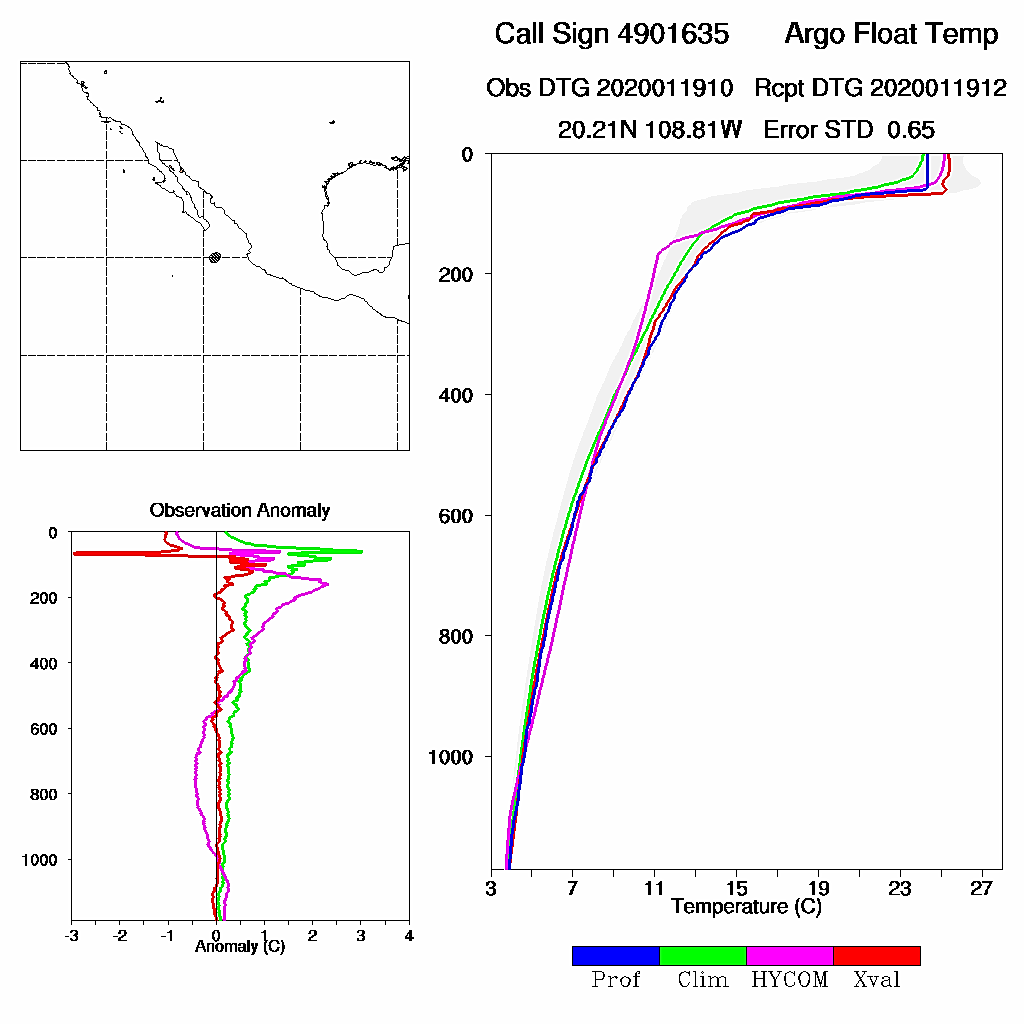 Call Sign 4901635 Argo Float Temp
Obs DTG 2020011910 Rcpt DTG 2020011912
20.21N 108.81W Error STD 0.65
0
200
400
600
800
1000
3 7 11 15 19 23 27
Temperature (C)
Observation Anomaly
0
200
400
600
800
1000
-3 -2 -1 0 1 2 3 4
Anomaly (C)
Prof Clim HYCOM Xval